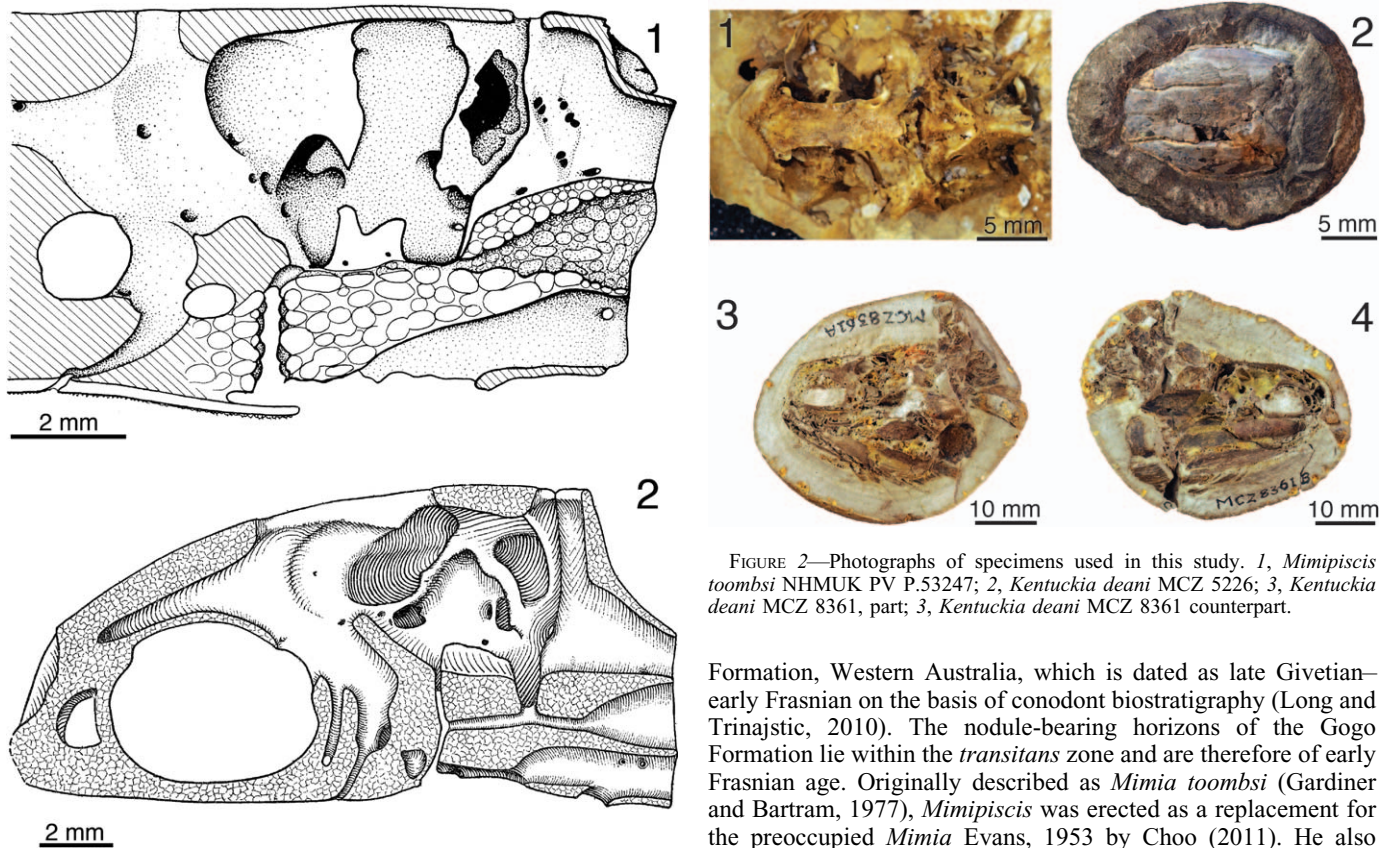 1
2 mm
2
2 mm
1
5 mm
2
5 mm
3
MCZ8361A
10 mm
4
MCZ8361B
10 mm
FIGURE 2—Photographs of specimens used in this study. 1, Mimipiscis
toombsi NHMUK PV P.53247; 2, Kentuckia deani MCZ 5226; 3, Kentuckia
deani MCZ 8361, part; 3, Kentuckia deani MCZ 8361 counterpart.
Formation, Western Australia, which is dated as late Givetian–
early Frasnian on the basis of conodont biostratigraphy (Long and
Trinajstic, 2010). The nodule-bearing horizons of the Gogo
Formation lie within the transitans zone and are therefore of early
Frasnian age. Originally described as Mimia toombsi (Gardiner
and Bartram, 1977), Mimipiscis was erected as a replacement for
the preoccupied Mimia Evans, 1953 by Choo (2011). He also